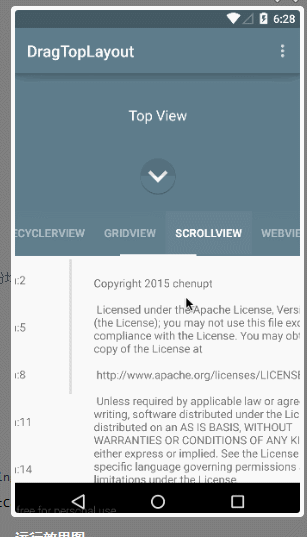 6:28
DragTopLayout
Top View
ECYCLERVIEW GRIDVIEW SCROLLVIEW WEBVIE
:2
Copyright 2015 chenupt
Licensed under the Apache License, Vers
:5
(the License); you may not use this file exc
compliance with the License. You may obt
copy of the License at
:8
http://www.apache.org/licenses/LICENSE
Unless required by applicable law or agree
:11
writing, software distributed under the Lic
distributed on an AS IS BASIS, WITHOUT
WARRANTIES OR CONDITIONS OF ANY KI
either express or implied. See the License
:14
specific language governing permissions
limitations under the License.
free for personal use
运行效果图